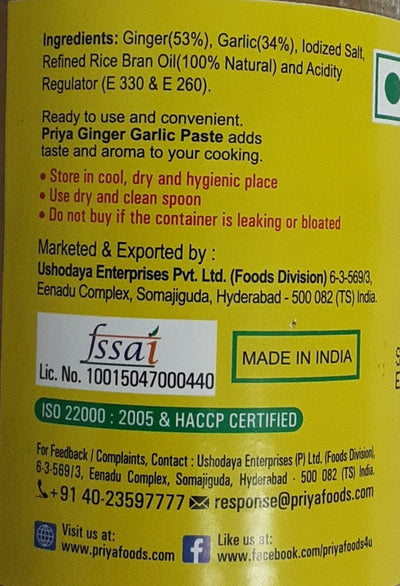 Ingredients: Ginger(53%), Garlic(34%), Iodized Salt,
Refined Rice Bran Oil(100% Natural) and Acidity
Regulator (E 330 & E 260).
Ready to use and convenient.
Priya Ginger Garlic Paste adds
taste and aroma to your cooking.
• Store in cool, dry and hygienic place
• Use dry and clean spoon
• Do not buy if the container is leaking or bloated
Marketed & Exported by :
Ushodaya Enterprises Pvt. Ltd. (Foods Division) 6-3-569/3,
Eenadu Complex, Somajiguda, Hyderabad - 500 082 (TS) India.
fssai
Lic. No. 10015047000440
MADE IN INDIA
ISO 22000 : 2005 & HACCP CERTIFIED
For Feedback / Complaints, Contact : Ushodaya Enterprises (P) Ltd. (Foods Division),
6-3-569/3, Eenadu Complex, Somajiguda, Hyderabad - 500 082 (TS) India.
+91 40-23597777 response@priyafoods.com
Visit us at:
www.priyafoods.com
Like us at:
www.facebook.com/priyafoods4u